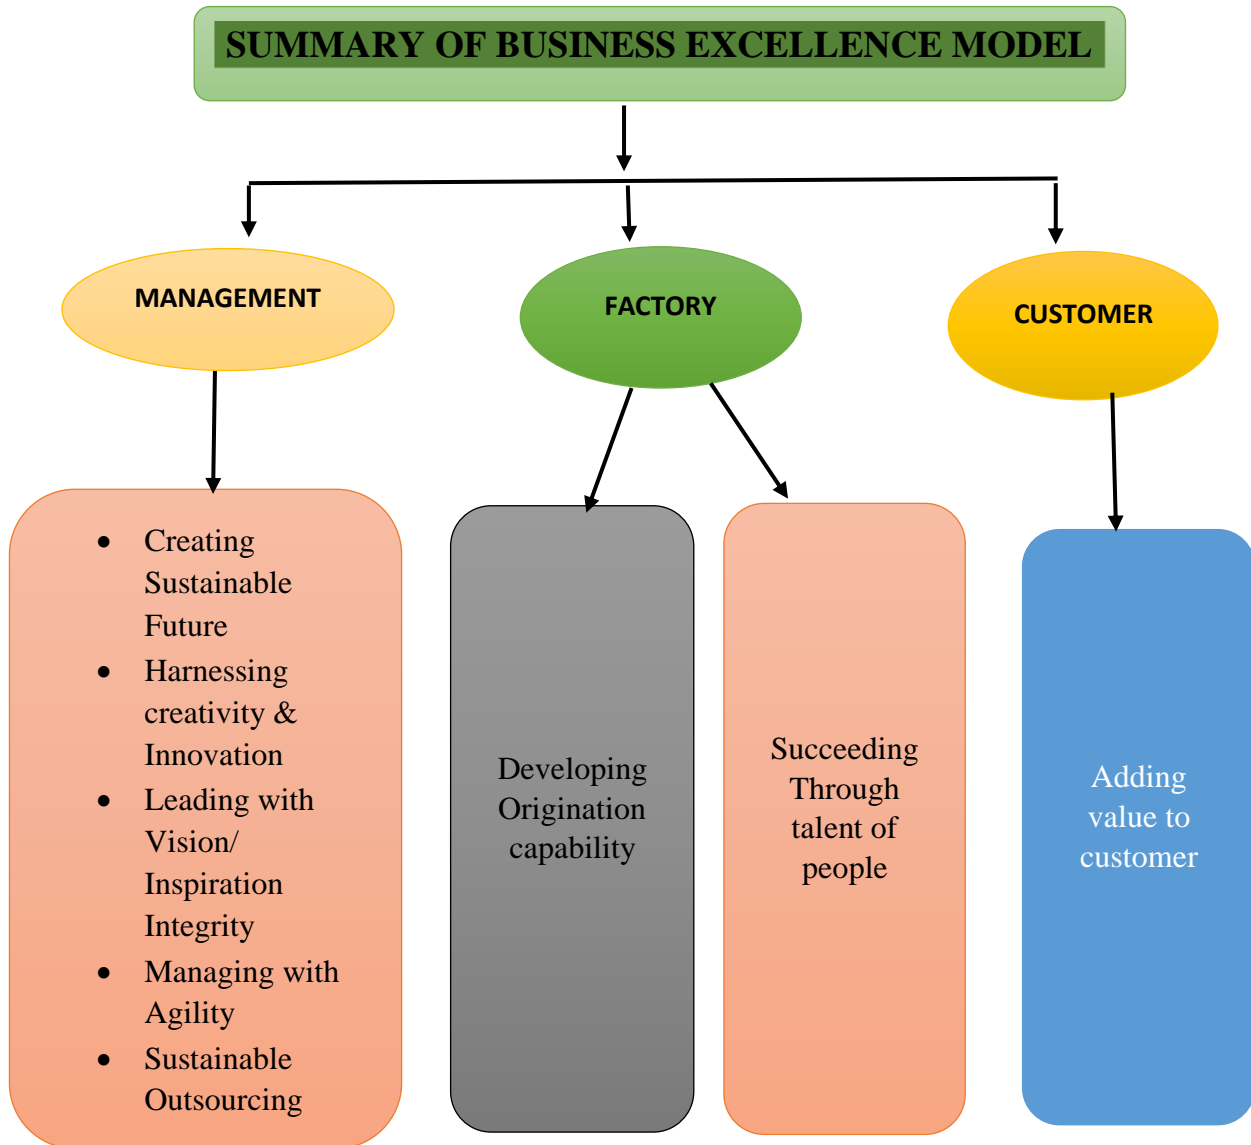 SUMMARY OF BUSINESS EXCELLENCE MODEL
MANAGEMENT
FACTORY
CUSTOMER
• Creating
Sustainable
Future
• Harnessing
creativity &
Innovation
• Leading with
Vision/
Inspiration
Integrity
• Managing with
Agility
• Sustainable
Outsourcing
Developing
Origination
capability
Succeeding
Through
talent of
people
Adding
value to
customer